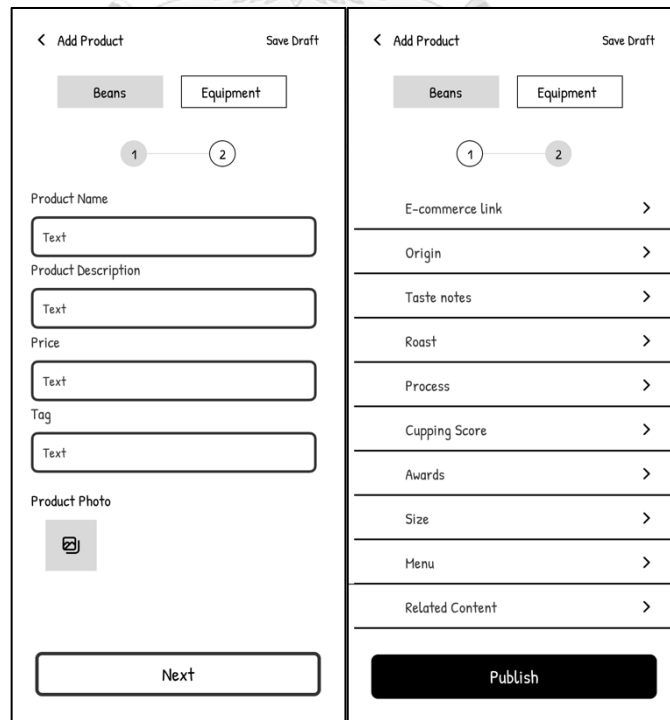 Add Product Save Draft
Beans Equipment
1 2
Product Name
Text
Product Description
Text
Price
Text
Tag
Text
Product Photo
Next
Add Product Save Draft
Beans Equipment
1 2
E-commerce link
Origin
Taste notes
Roast
Process
Cupping Score
Awards
Size
Menu
Related Content
Publish